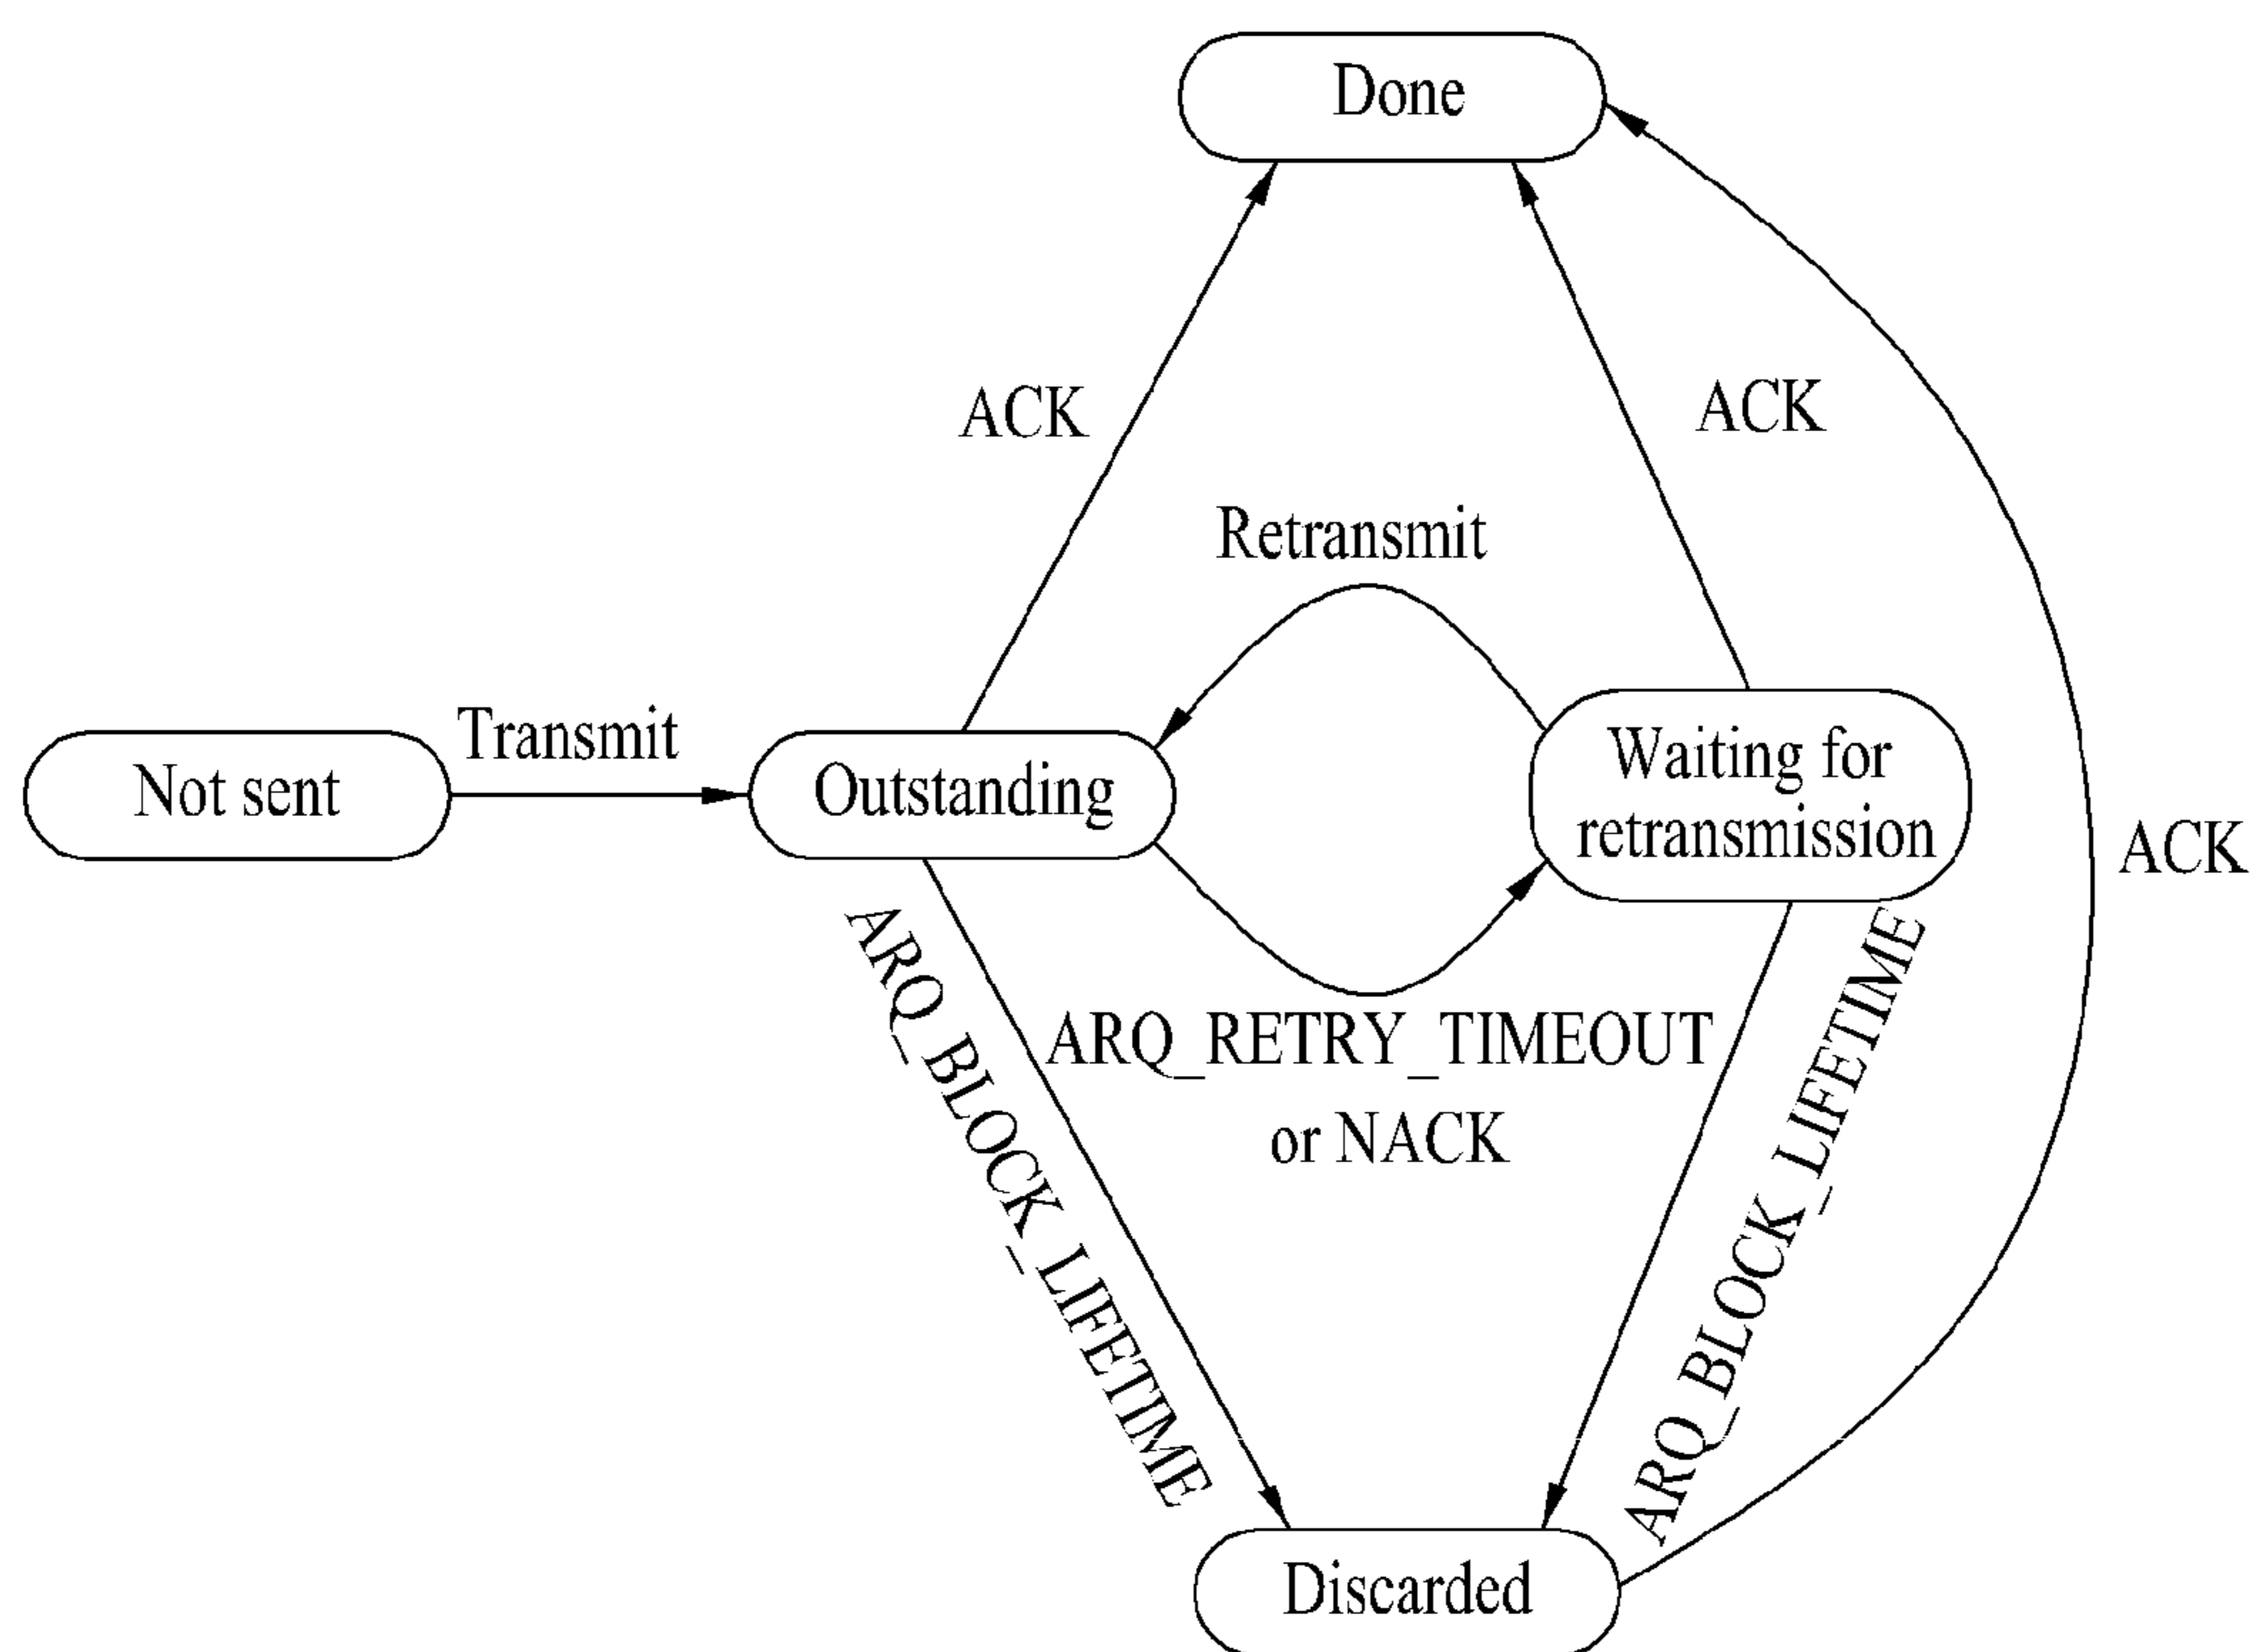 Done
ACK
ACK
Retransmit
Transmit
Not sent
Outstanding
Waiting for
retransmission
ACK
ARQ_BLOCK_LIFETIME
ARQ_RETRY_TIMEOUT
or NACK
ARQ_BLOCK_LIFETIME
Discarded